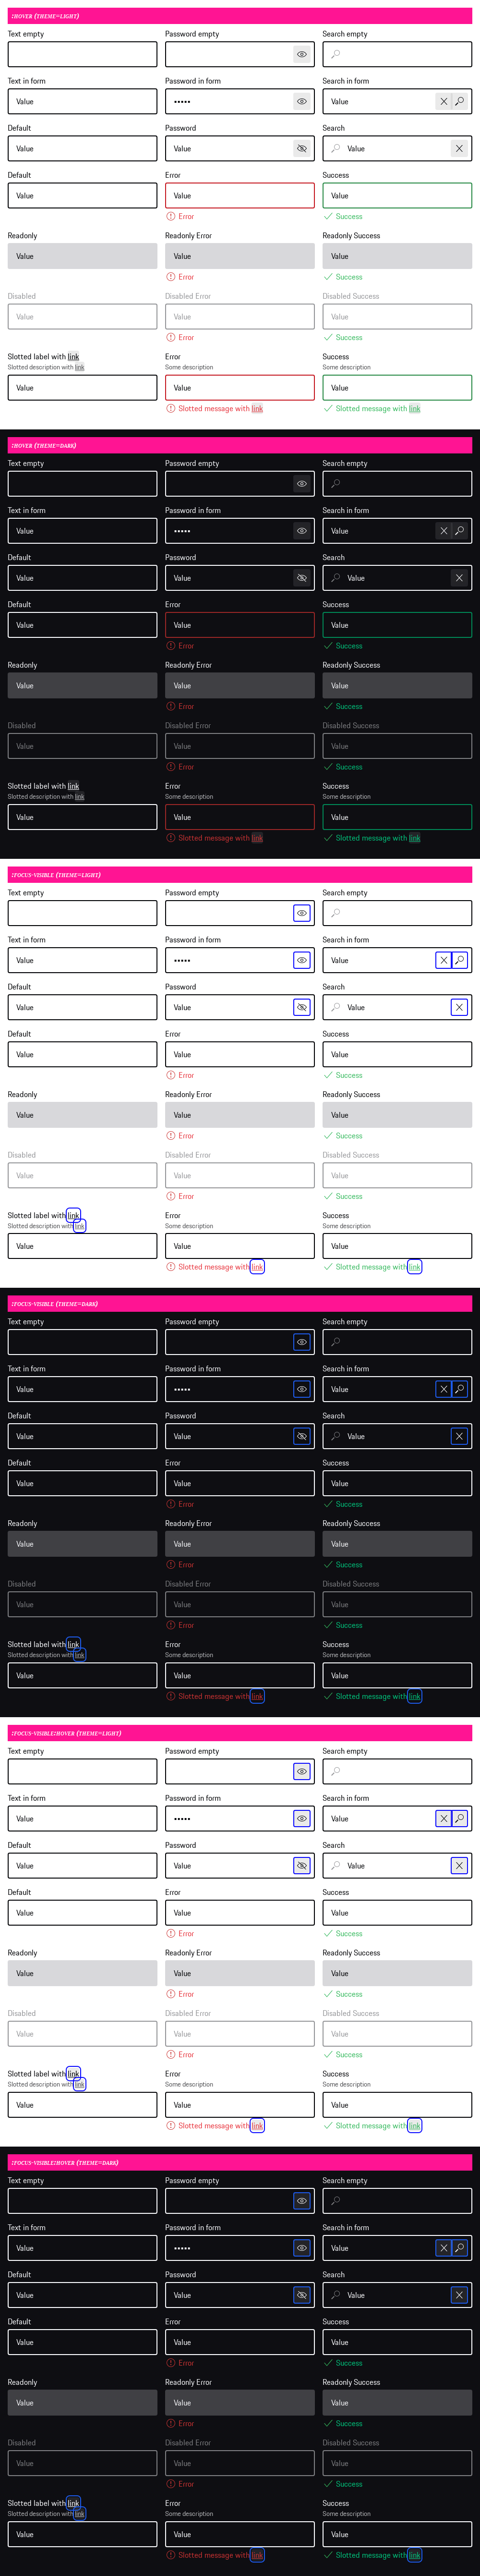 :HOVER (THEME=LIGHT)
Text empty Password empty Search empty
Text in form Password in form Search in form
Value ••••• Value
Default Password Search
Value Value Value
Default Error Success
Value Value Value
Error Success
Readonly Readonly Error Readonly Success
Value Value Value
Error Success
Disabled Disabled Error Disabled Success
Value Value Value
Error Success
Slotted label with link Error Success
Slotted description with link Some description Some description
Value Value Value
Slotted message with link Slotted message with link
:HOVER (THEME=DARK)
Text empty Password empty Search empty
Text in form Password in form Search in form
Value ••••• Value
Default Password Search
Value Value Value
Default Error Success
Value Value Value
Error Success
Readonly Readonly Error Readonly Success
Value Value Value
Error Success
Disabled Disabled Error Disabled Success
Value Value Value
Error Success
Slotted label with link Error Success
Slotted description with link Some description Some description
Value Value Value
Slotted message with link Slotted message with link
:FOCUS-VISIBLE (THEME=LIGHT)
Text empty Password empty Search empty
Text in form Password in form Search in form
Value ••••• Value
Default Password Search
Value Value Value
Default Error Success
Value Value Value
Error Success
Readonly Readonly Error Readonly Success
Value Value Value
Error Success
Disabled Disabled Error Disabled Success
Value Value Value
Error Success
Slotted label with link Error Success
Slotted description with link Some description Some description
Value Value Value
Slotted message with link Slotted message with link
:FOCUS-VISIBLE (THEME=DARK)
Text empty Password empty Search empty
Text in form Password in form Search in form
Value ••••• Value
Default Password Search
Value Value Value
Default Error Success
Value Value Value
Error Success
Readonly Readonly Error Readonly Success
Value Value Value
Error Success
Disabled Disabled Error Disabled Success
Value Value Value
Error Success
Slotted label with link Error Success
Slotted description with link Some description Some description
Value Value Value
Slotted message with link Slotted message with link
:FOCUS-VISIBLE:HOVER (THEME=LIGHT)
Text empty Password empty Search empty
Text in form Password in form Search in form
Value ••••• Value
Default Password Search
Value Value Value
Default Error Success
Value Value Value
Error Success
Readonly Readonly Error Readonly Success
Value Value Value
Error Success
Disabled Disabled Error Disabled Success
Value Value Value
Error Success
Slotted label with link Error Success
Slotted description with link Some description Some description
Value Value Value
Slotted message with link Slotted message with link
:FOCUS-VISIBLE:HOVER (THEME=DARK)
Text empty Password empty Search empty
Text in form Password in form Search in form
Value ••••• Value
Default Password Search
Value Value Value
Default Error Success
Value Value Value
Error Success
Readonly Readonly Error Readonly Success
Value Value Value
Error Success
Disabled Disabled Error Disabled Success
Value Value Value
Error Success
Slotted label with link Error Success
Slotted description with link Some description Some description
Value Value Value
Slotted message with link Slotted message with link